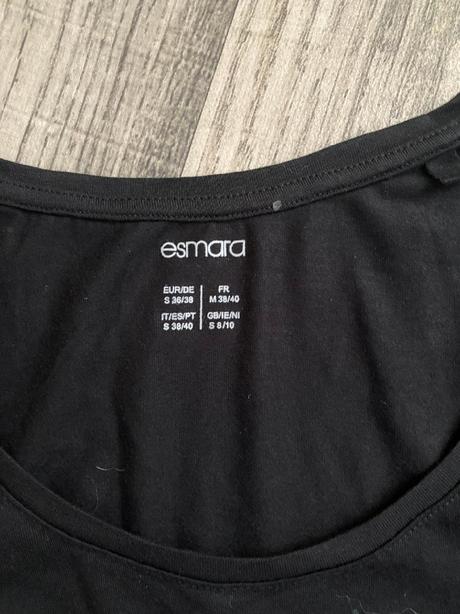 esmara
EUR/DE FR
S 36/38 M 38/40
IT/ES/PT GB/IE/NI
S 38/40 S 8/10